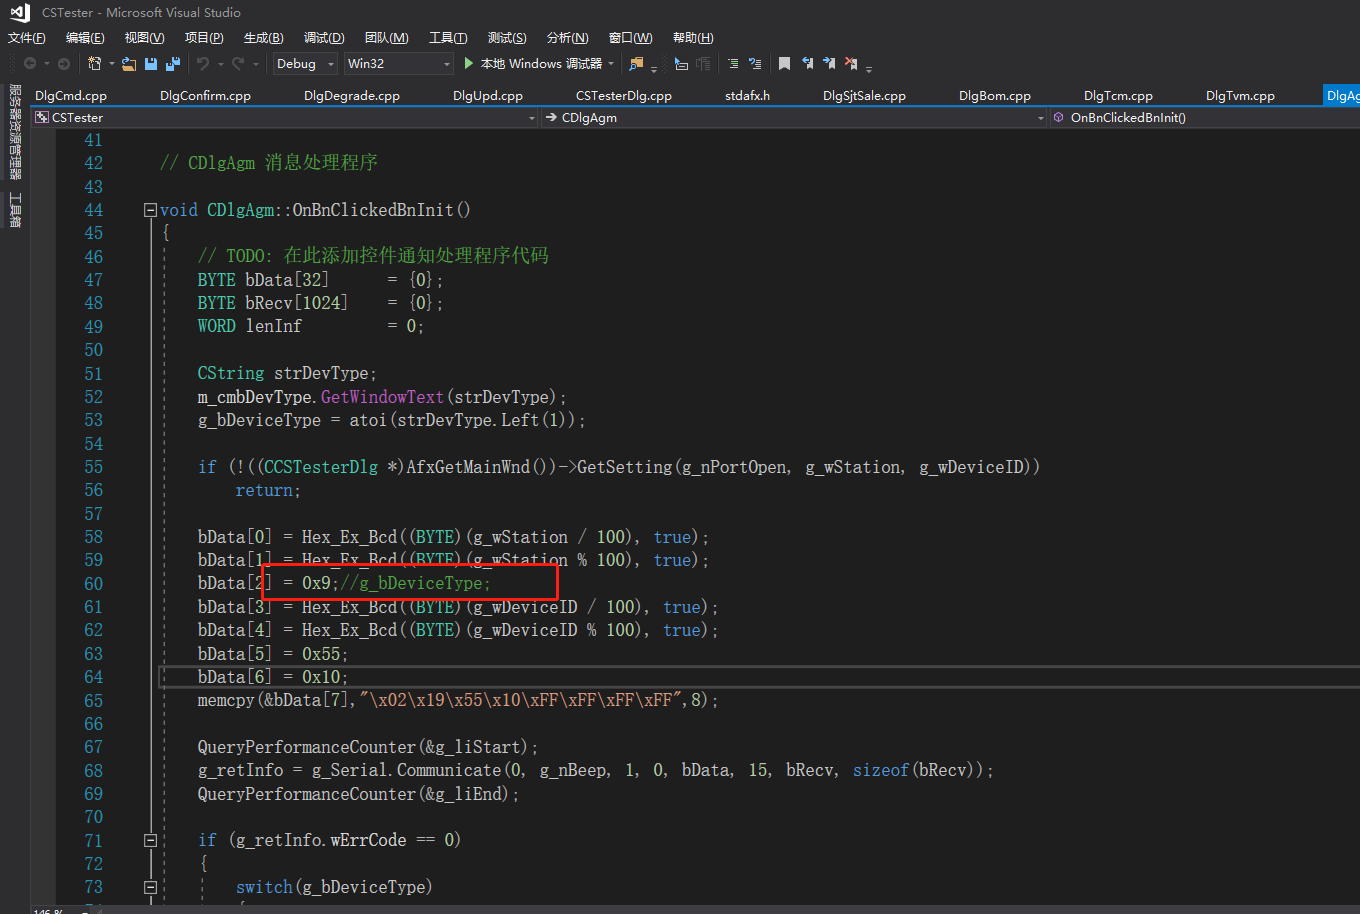 CSTester - Microsoft Visual Studio
文件(F) 编辑(E) 视图(V) 项目(P) 生成(B) 调试(D) 团队(M) 工具(T) 测试(S) 分析(N) 窗口(W) 帮助(H)
Debug Win32 本地 Windows 调试器
服务器资源管理器
工具箱
DlgCmd.cpp DlgConfirm.cpp DlgDegrade.cpp DlgUpd.cpp CSTesterDlg.cpp stdafx.h DlgSjtSale.cpp DlgBom.cpp DlgTcm.cpp DlgTvm.cpp DlgAg
CSTester CDlgAgm OnBnClickedBnInit()
41
42 // CDlgAgm 消息处理程序
43
44 void CDlgAgm::OnBnClickedBnInit()
45 {
46 // TODO: 在此添加控件通知处理程序代码
47 BYTE bData[32] = {0};
48 BYTE bRecv[1024] = {0};
49 WORD lenInf = 0;
50
51 CString strDevType;
52 m_cmbDevType.GetWindowText(strDevType);
53 g_bDeviceType = atoi(strDevType.Left(1));
54
55 if (!((CCSTesterDlg *)AfxGetMainWnd())->GetSetting(g_nPortOpen, g_wStation, g_wDeviceID))
56 return;
57
58 bData[0] = Hex_Ex_Bcd((BYTE)(g_wStation / 100), true);
59 bData[1] = Hex_Ex_Bcd((BYTE)(g_wStation % 100), true);
60 bData[2] = 0x9;//g_bDeviceType;
61 bData[3] = Hex_Ex_Bcd((BYTE)(g_wDeviceID / 100), true);
62 bData[4] = Hex_Ex_Bcd((BYTE)(g_wDeviceID % 100), true);
63 bData[5] = 0x55;
64 bData[6] = 0x10;
65 memcpy(&bData[7],"\x02\x19\x55\x10\xFF\xFF\xFF\xFF",8);
66
67 QueryPerformanceCounter(&g_liStart);
68 g_retInfo = g_Serial.Communicate(0, g_nBeep, 1, 0, bData, 15, bRecv, sizeof(bRecv));
69 QueryPerformanceCounter(&g_liEnd);
70
71 if (g_retInfo.wErrCode == 0)
72 {
73 switch(g_bDeviceType)